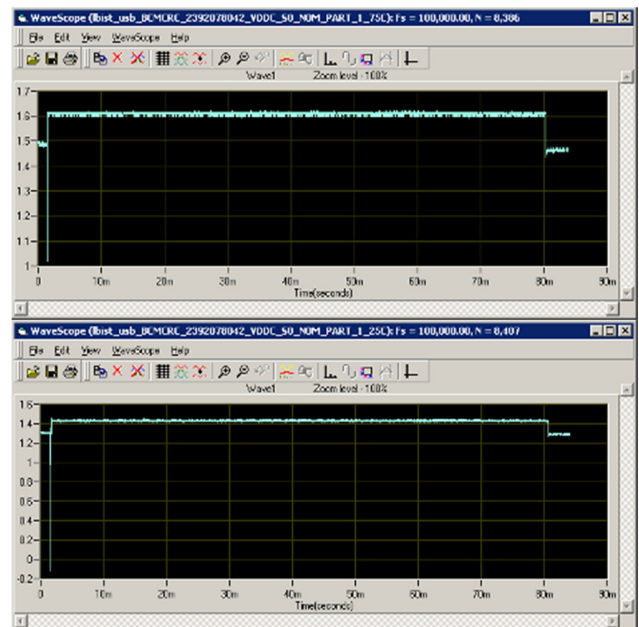 WaveScope (lbist_usb_BCMCRC_2392078042_VDDC_S0_NOM_PART_1_75C): Fs = 100,000.00, N = 8,386
File Edit View WaveScope Help
Wave1 Zoom level - 100%
1.7
1.6
1.5
1.4
1.3
1.2
1.1
1
0 10m 20m 30m 40m 50m 60m 70m 80m 90m
Time(seconds)
WaveScope (lbist_usb_BCMCRC_2392078042_VDDC_S0_NOM_PART_1_25C): Fs = 100,000.00, N = 8,407
File Edit View WaveScope Help
Wave1 Zoom level - 100%
1.6
1.4
1.2
1
0.8
0.6
0.4
0.2
0
-0.2
0 10m 20m 30m 40m 50m 60m 70m 80m 90m
Time(seconds)